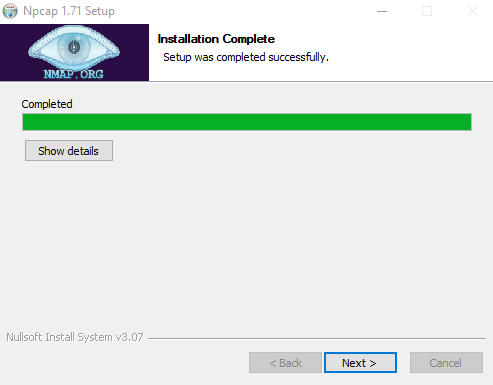 Npcap 1.71 Setup
NMAP.ORG
Installation Complete
Setup was completed successfully.
Completed
Show details
Nullsoft Install System v3.07
< Back
Next >
Cancel